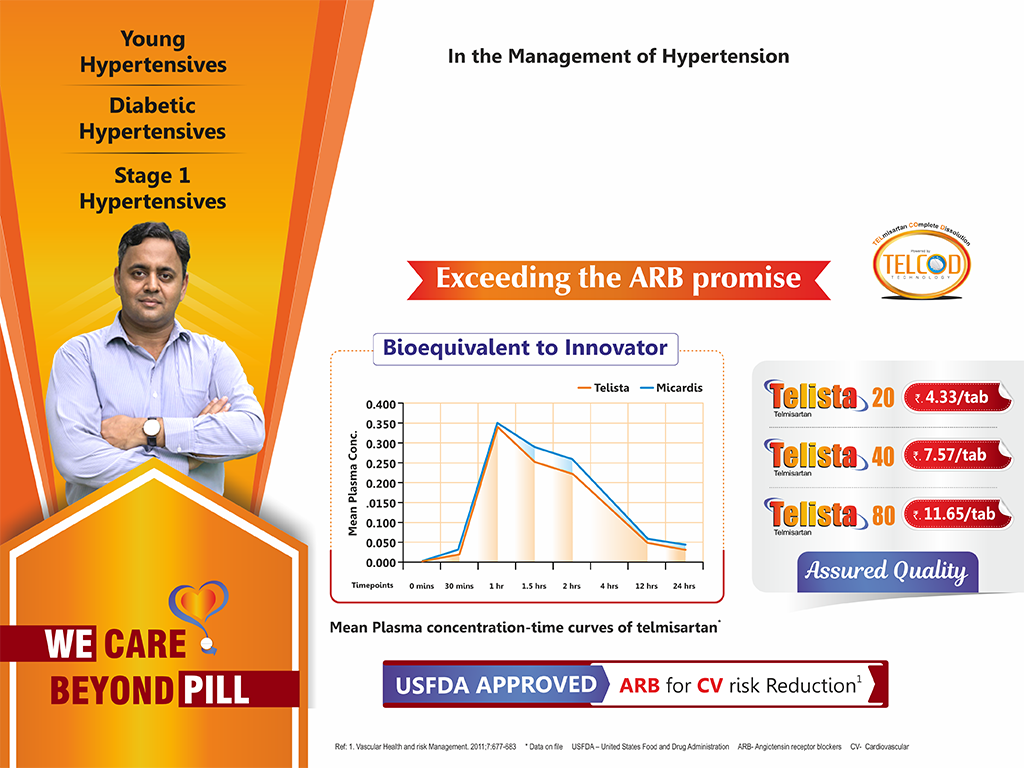 Young
Hypertensives
Diabetic
Hypertensives
Stage 1
Hypertensives
WE CARE
BEYOND PILL
In the Management of Hypertension
TELmisartan COmplete Dissolution
Powered by
TELCOD
TECHNOLOGY
Exceeding the ARB promise
Bioequivalent to Innovator
Telista
Micardis
Mean Plasma Conc.
0.400
0.350
0.300
0.250
.0150
0.100
0.050
0.000
Timepoints 0 mins 30 mins 1 hr 1.5 hrs 2 hrs 4 hrs 12 hrs 24 hrs
Mean Plasma concentration-time curves of telmisartan*
Telista 20 ₹. 4.33/tab
Telmisartan
Telista 40 ₹. 7.57/tab
Telmisartan
Telista 80 ₹. 11.65/tab
Telmisartan
Assured Quality
USFDA APPROVED ARB for CV risk Reduction¹
Ref: 1. Vascular Health and risk Management. 2011;7:677-683 * Data on file USFDA – United States Food and Drug Administration ARB- Angiotensin receptor blockers CV- Cardiovascular